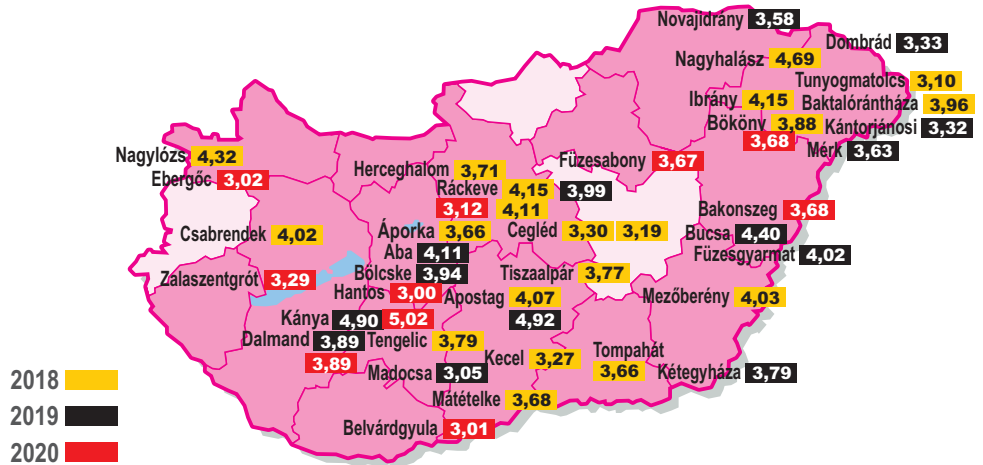 Novajidrány 3,58
Dombrád 3,33
Nagyhalász 4,69
Tunyogmatolcs 3,10
Ibrány 4,15
Baktalórántháza 3,96
Bököny 3,88
3,68
Kántorjánosi 3,32
Mérk 3,63
Nagylózs 4,32
Ebergőc 3,02
Herceghalom 3,71
Füzesabony 3,67
Ráckeve 4,15 3,99
3,12 4,11
Bakonszeg 3,68
Csabrendek 4,02
Áporka 3,66
Cegléd 3,30 3,19
Bucsa 4,40
Aba 4,11
Füzesgyarmat 4,02
Bölcske 3,94
Tiszaalpár 3,77
Zalaszentgrót 3,29
Hantos 3,00
Apostag 4,07
4,92
Mezőberény 4,03
Kánya 4,90 5,02
Dalmand 3,89
3,89
Tengelic 3,79
Kecel 3,27
Tompahát
3,66
Madocsa 3,05
Kétegyháza 3,79
Mátételke 3,68
Belvárdgyula 3,01
2018
2019
2020